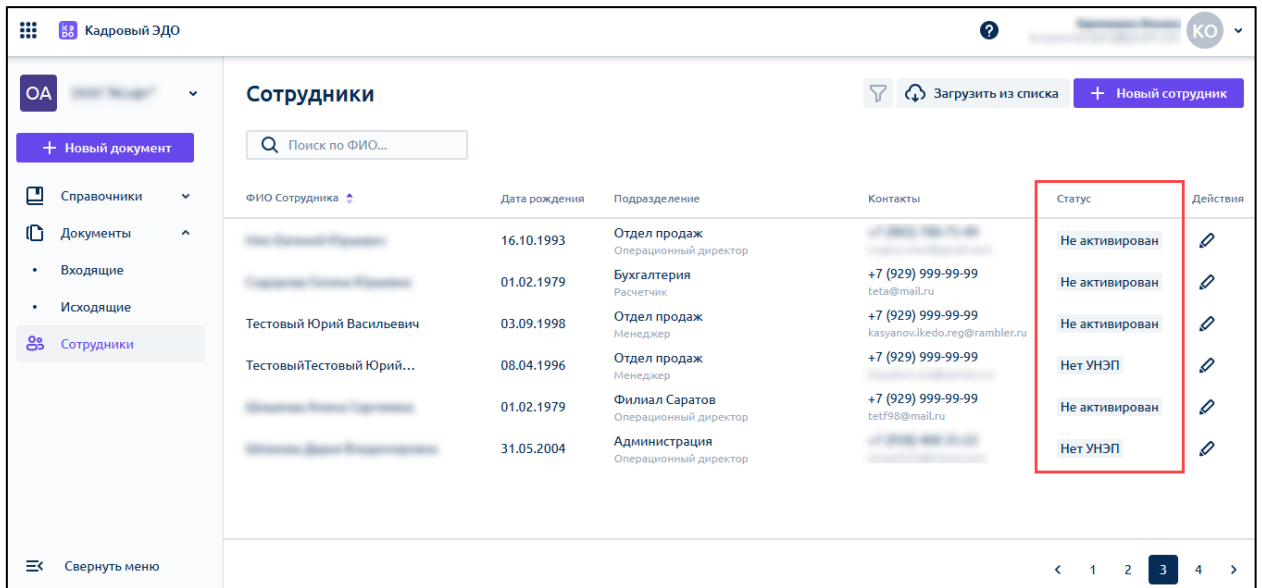 Кадровый ЭДО
КО
ОА
Сотрудники
Загрузить из списка
+ Новый сотрудник
+ Новый документ
Поиск по ФИО...
Справочники
Документы
• Входящие
• Исходящие
Сотрудники
ФИО Сотрудника Дата рождения Подразделение Контакты Статус Действия
16.10.1993 Отдел продаж Не активирован
Операционный директор
01.02.1979 Бухгалтерия +7 (929) 999-99-99 Не активирован
Расчетчик teta@mail.ru
Тестовый Юрий Васильевич 03.09.1998 Отдел продаж +7 (929) 999-99-99 Не активирован
Менеджер kasyanov.ikedo.reg@rambler.ru
ТестовыйТестовый Юрий... 08.04.1996 Отдел продаж +7 (929) 999-99-99 Нет УНЭП
Менеджер
01.02.1979 Филиал Саратов +7 (929) 999-99-99 Не активирован
Операционный директор tetf98@mail.ru
31.05.2004 Администрация Нет УНЭП
Операционный директор
Свернуть меню
< 1 2 3 4 >